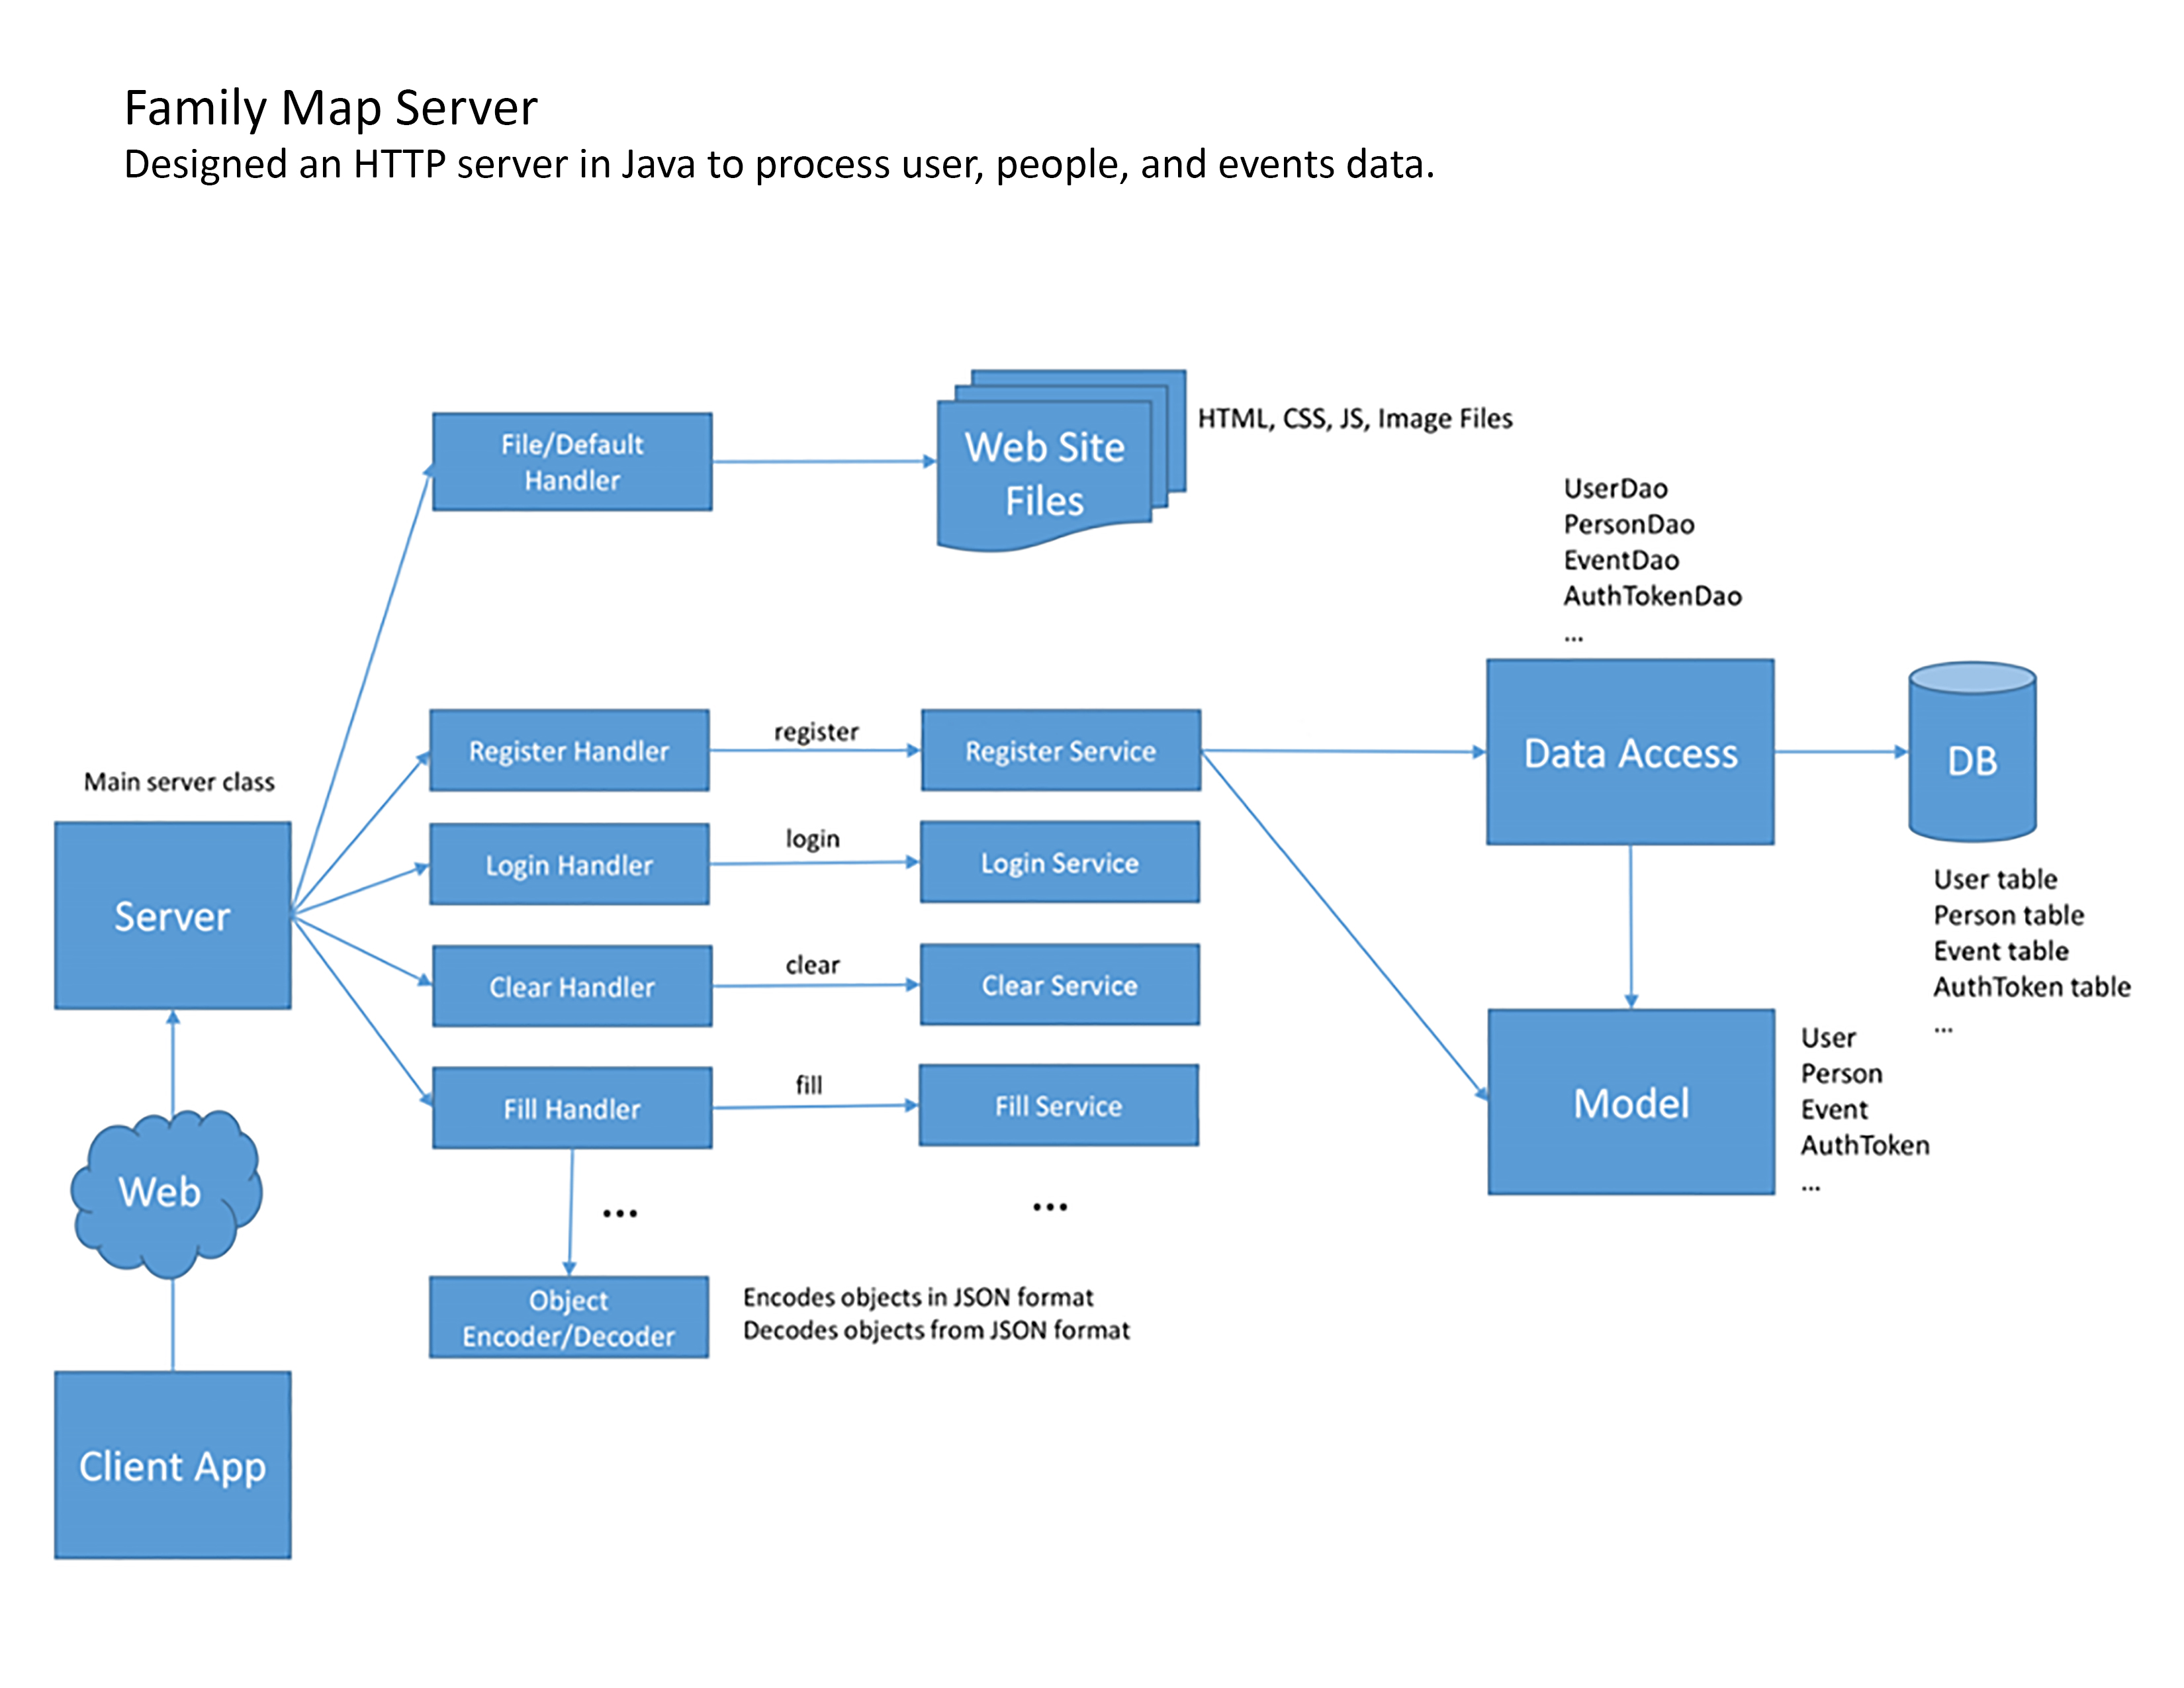 Family Map Server
Designed an HTTP server in Java to process user, people, and events data.
File/Default
Handler
Web Site
Files
HTML, CSS, JS, Image Files
UserDao
PersonDao
EventDao
AuthTokenDao
...
Register Handler
register
Register Service
Data Access
DB
Main server class
Server
Login Handler
login
Login Service
User table
Person table
Event table
AuthToken table
...
Clear Handler
clear
Clear Service
Model
User
Person
Event
AuthToken
...
Fill Handler
fill
Fill Service
Web
...
...
Object
Encoder/Decoder
Encodes objects in JSON format
Decodes objects from JSON format
Client App